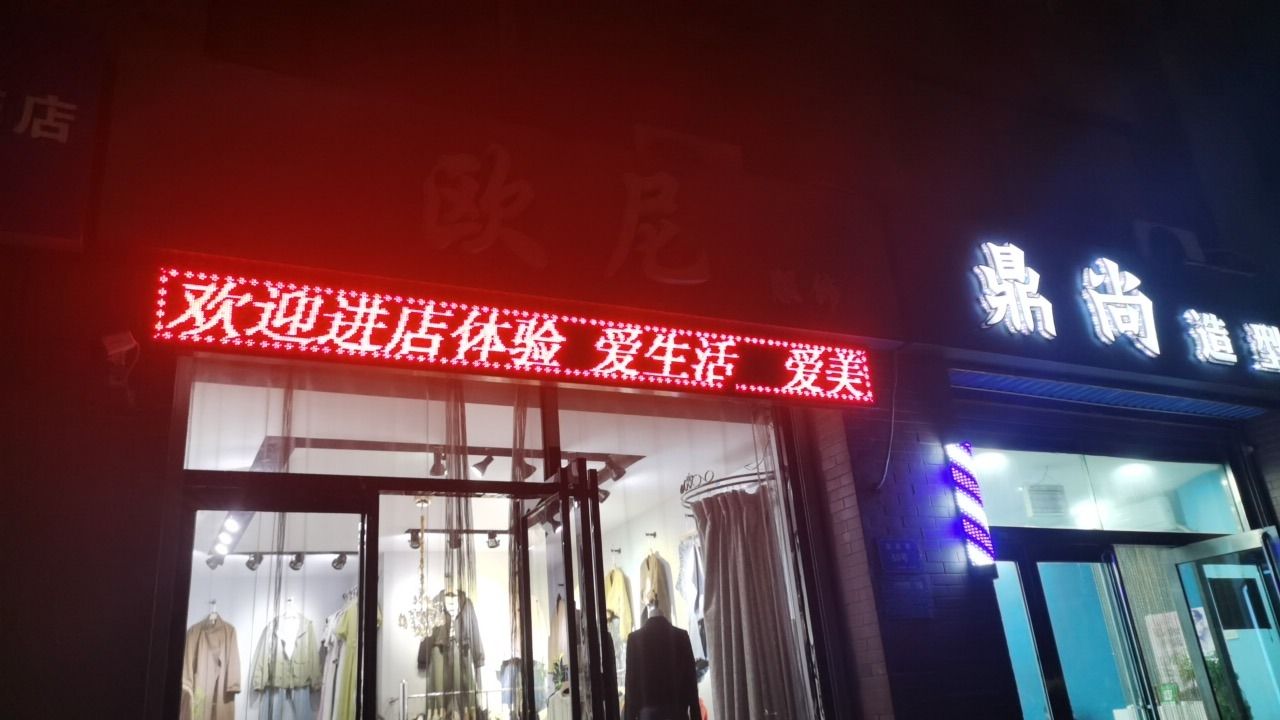 店
欧尼
欢迎进店体验 爱生活 爱美
鼎尚造型